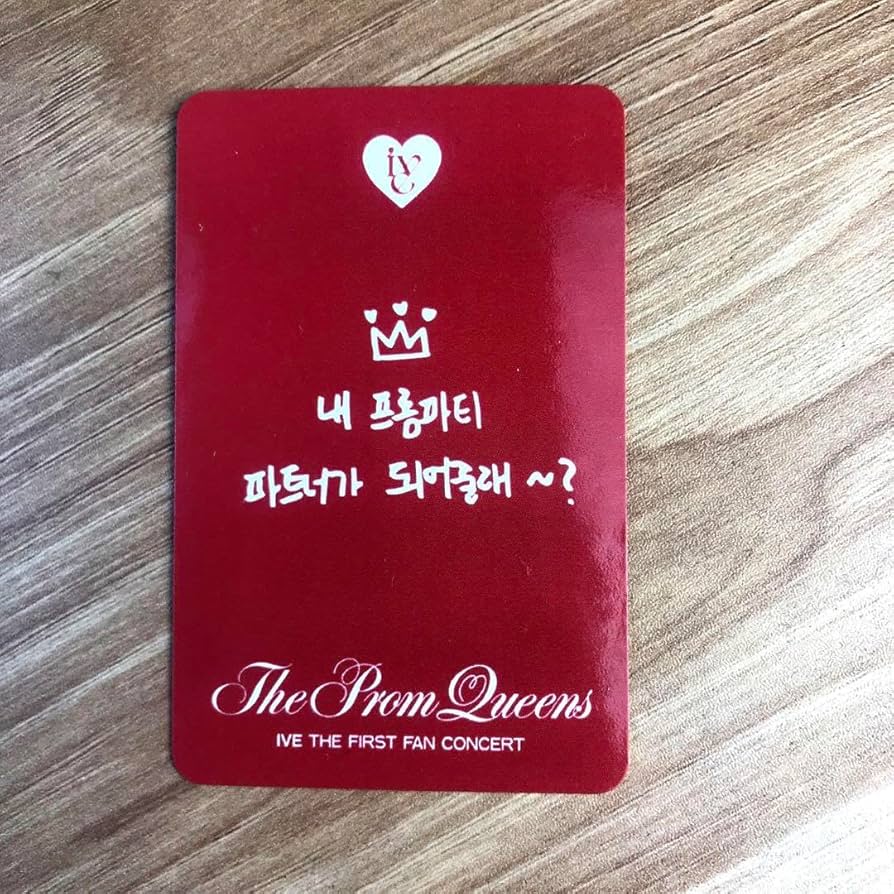 ive
내 프롬파티
파트너가 되어줄래 ~?
The Prom Queens
IVE THE FIRST FAN CONCERT